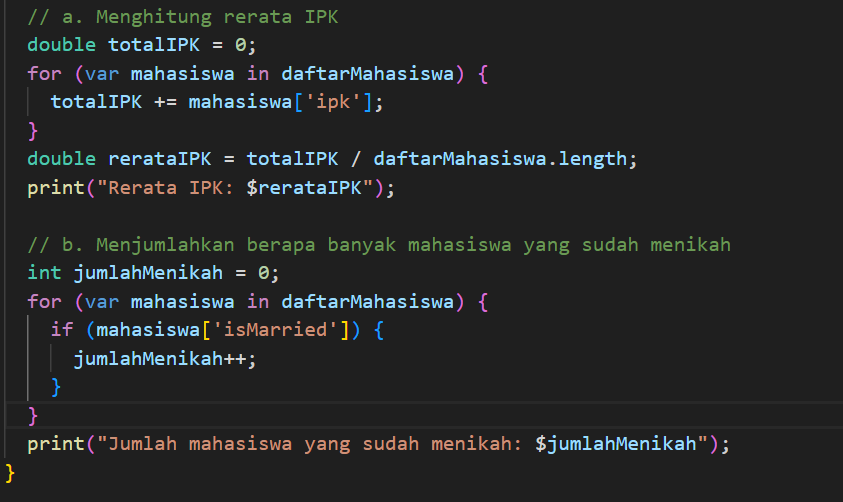 // a. Menghitung rerata IPK
double totalIPK = 0;
for (var mahasiswa in daftarMahasiswa) {
totalIPK += mahasiswa['ipk'];
}
double rerataIPK = totalIPK / daftarMahasiswa.length;
print("Rerata IPK: $rerataIPK");
// b. Menjumlahkan berapa banyak mahasiswa yang sudah menikah
int jumlahMenikah = 0;
for (var mahasiswa in daftarMahasiswa) {
if (mahasiswa['isMarried']) {
jumlahMenikah++;
}
}
print("Jumlah mahasiswa yang sudah menikah: $jumlahMenikah");
}